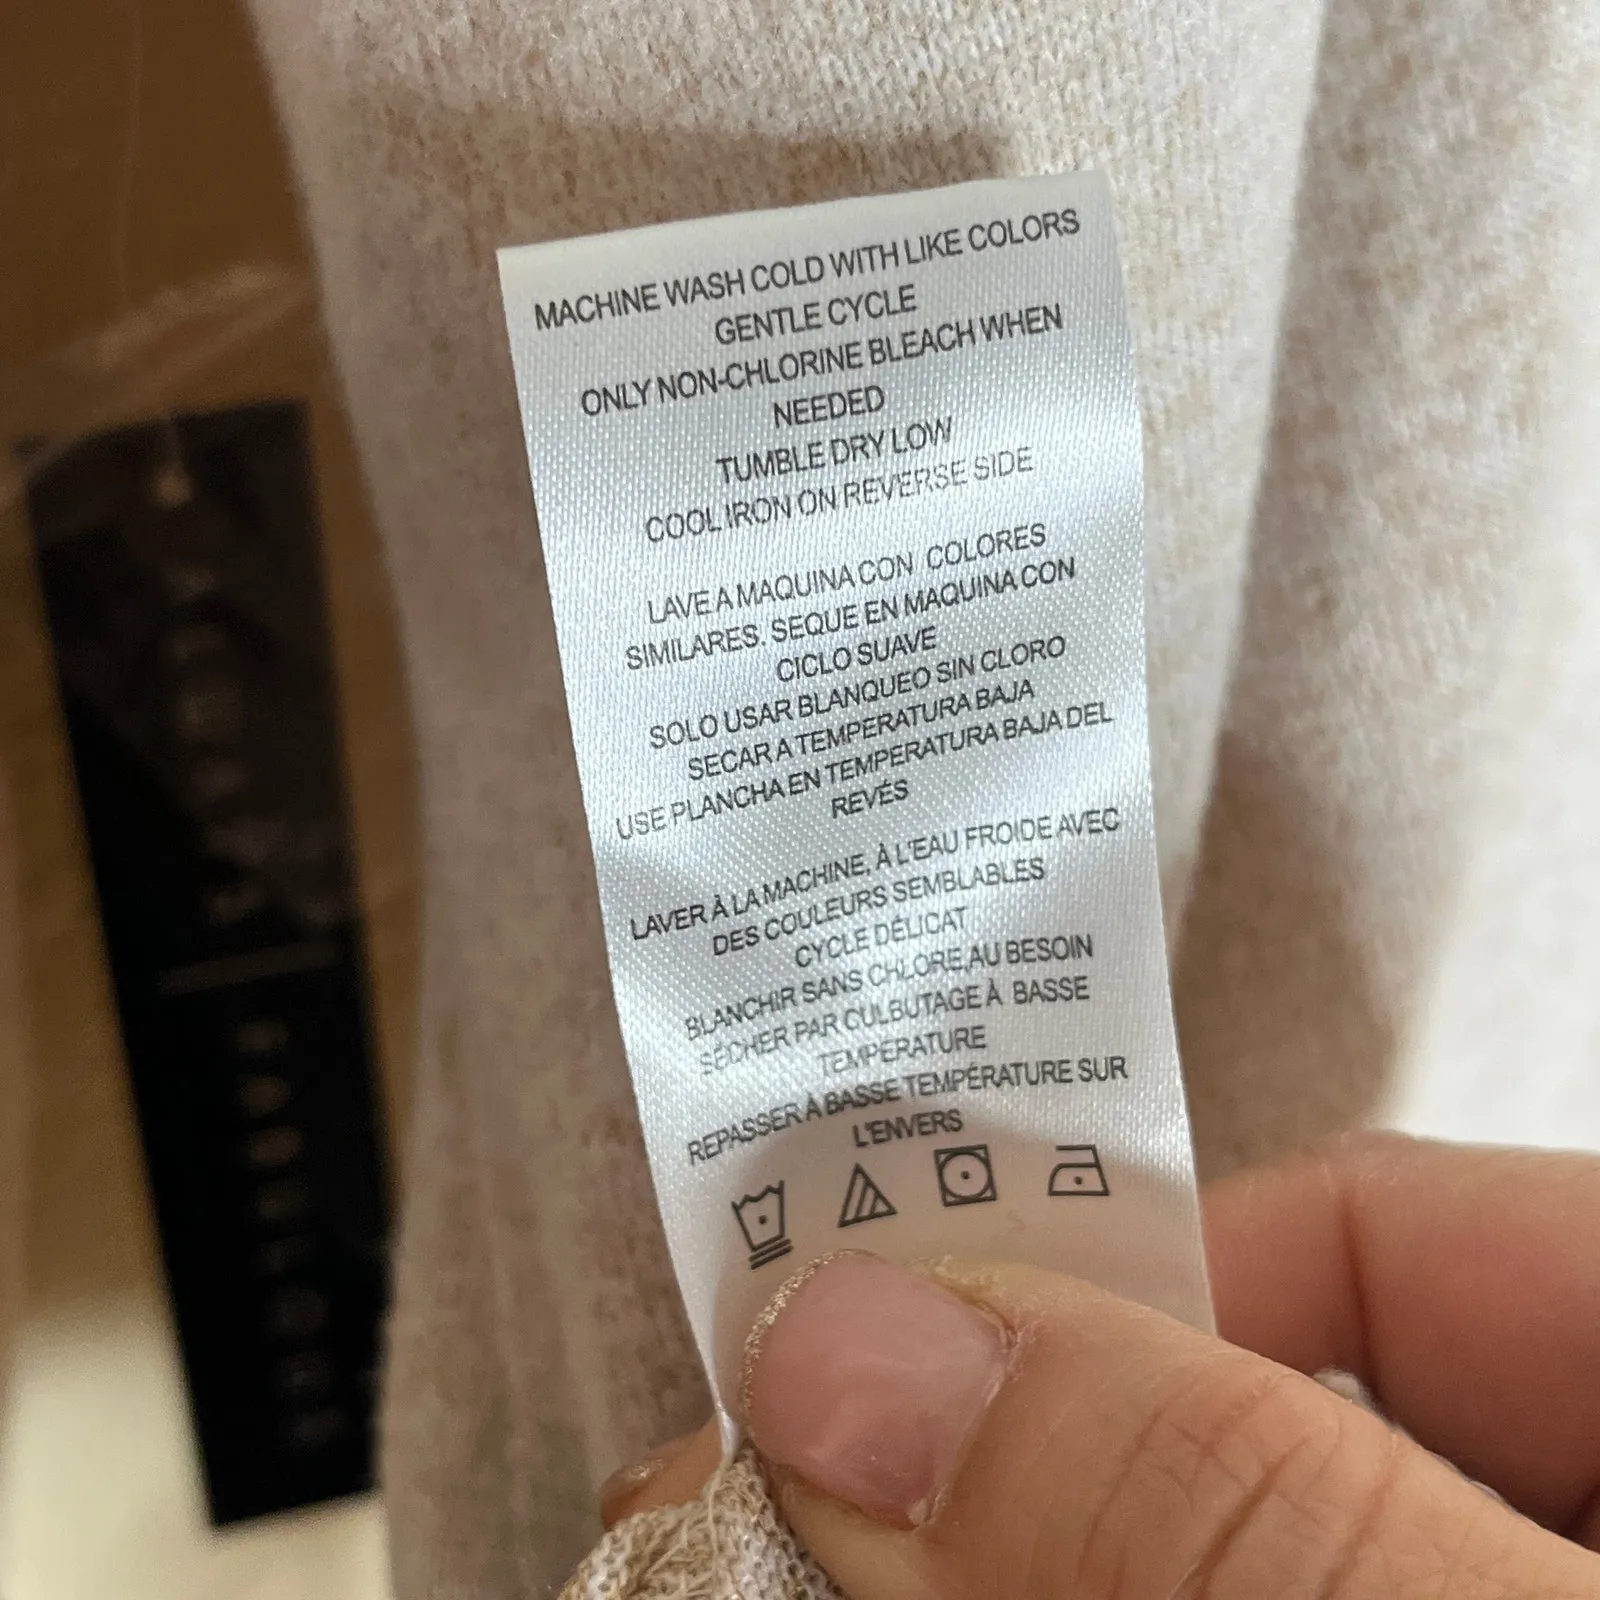 MACHINE WASH COLD WITH LIKE COLORS
GENTLE CYCLE
ONLY NON-CHLORINE BLEACH WHEN
NEEDED
TUMBLE DRY LOW
COOL IRON ON REVERSE SIDE
LAVE A MAQUINA CON COLORES
SIMILARES. SEQUE EN MAQUINA CON
CICLO SUAVE
SOLO USAR BLANQUEO SIN CLORO
SECAR A TEMPERATURA BAJA
USE PLANCHA EN TEMPERATURA BAJA DEL
REVÉS
LAVER À LA MACHINE, À L'EAU FROIDE AVEC
DES COULEURS SEMBLABLES
CYCLE DÉLICAT
BLANCHIR SANS CHLORE,AU BESOIN
SÉCHER PAR CULBUTAGE À BASSE
TEMPÉRATURE
REPASSER À BASSE TEMPÉRATURE SUR
L'ENVERS